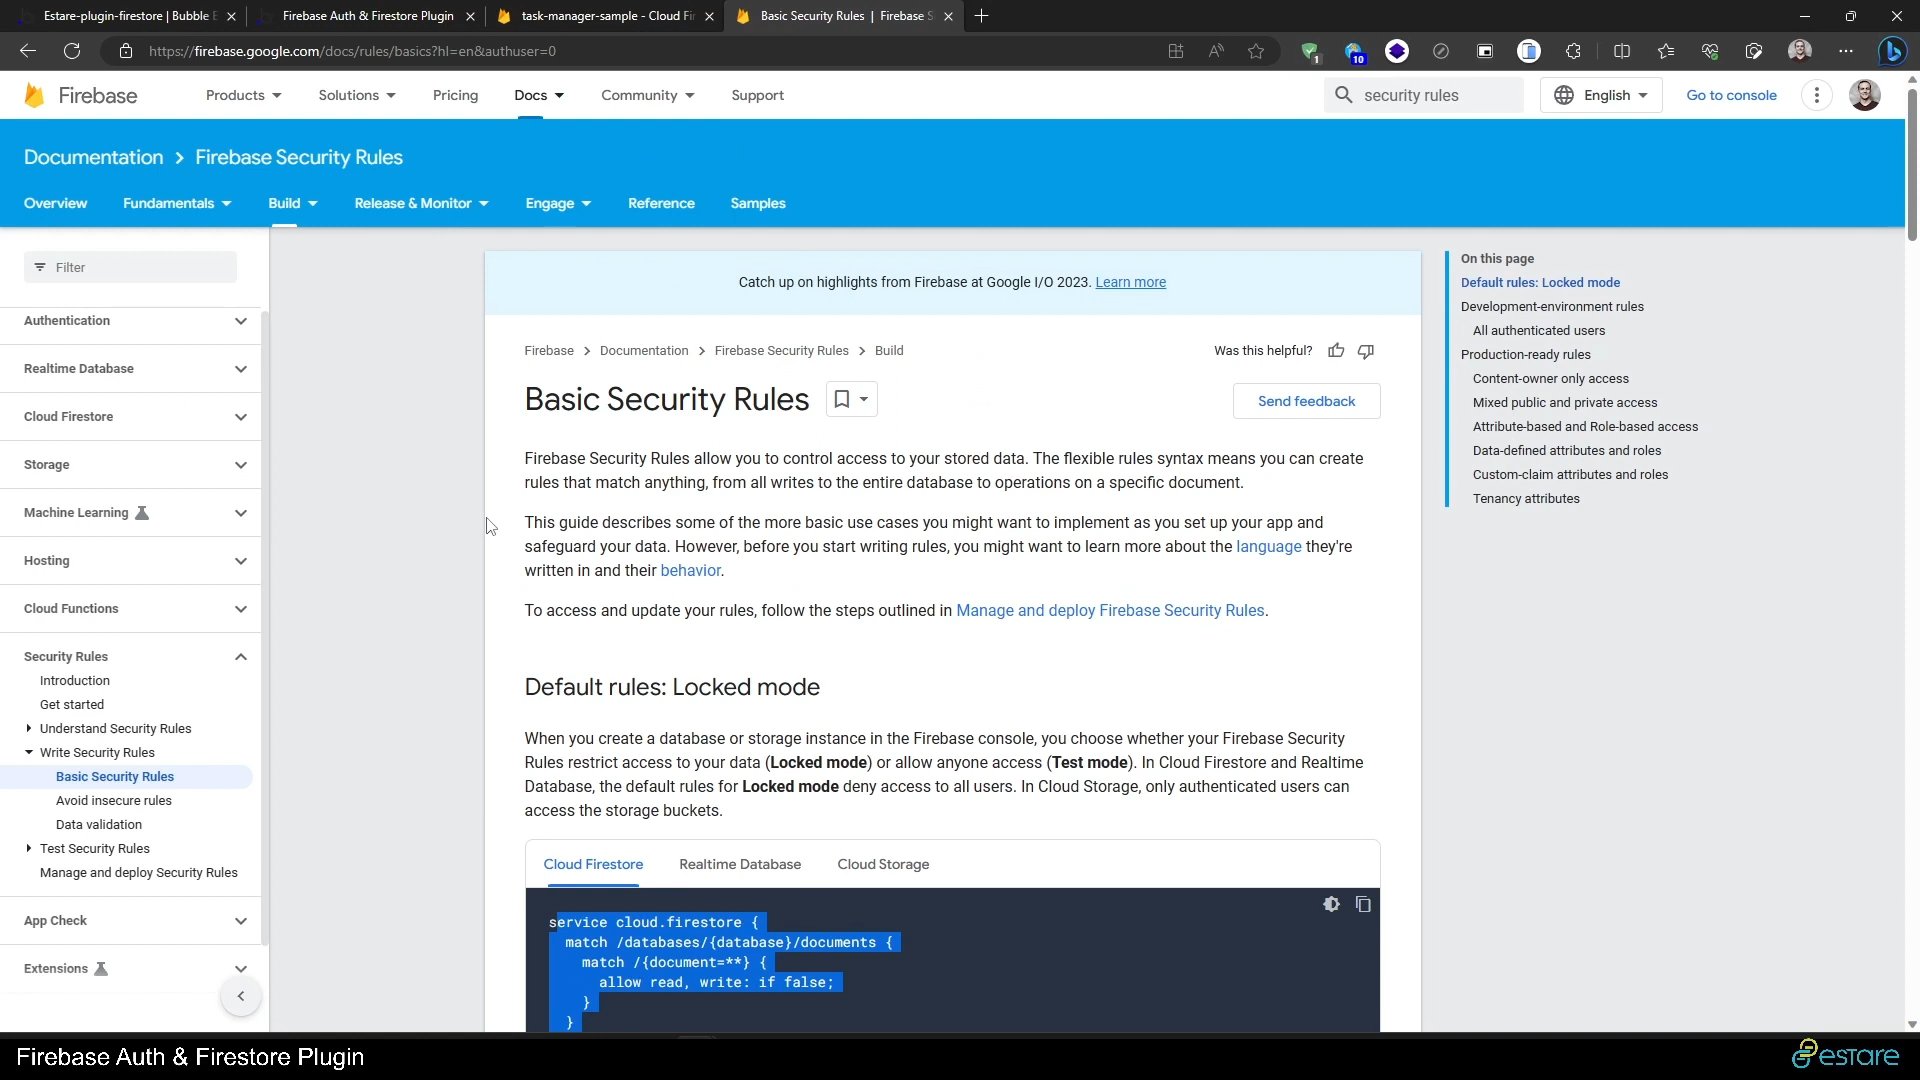 Estare-plugin-firestore | Bubble E
Firebase Auth & Firestore Plugin
task-manager-sample - Cloud Fir
Basic Security Rules | Firebase S
https://firebase.google.com/docs/rules/basics?hl=en&authuser=0
1
10
Firebase
Products
Solutions
Pricing
Docs
Community
Support
security rules
English
Go to console
Documentation
Firebase Security Rules
Overview
Fundamentals
Build
Release & Monitor
Engage
Reference
Samples
Filter
Authentication
Realtime Database
Cloud Firestore
Storage
Machine Learning
Hosting
Cloud Functions
Security Rules
Introduction
Get started
Understand Security Rules
Write Security Rules
Basic Security Rules
Avoid insecure rules
Data validation
Test Security Rules
Manage and deploy Security Rules
App Check
Extensions
Catch up on highlights from Firebase at Google I/O 2023. Learn more
Firebase
Documentation
Firebase Security Rules
Build
Was this helpful?
Basic Security Rules
Send feedback
Firebase Security Rules allow you to control access to your stored data. The flexible rules syntax means you can create
rules that match anything, from all writes to the entire database to operations on a specific document.
This guide describes some of the more basic use cases you might want to implement as you set up your app and
safeguard your data. However, before you start writing rules, you might want to learn more about the language they're
written in and their behavior.
To access and update your rules, follow the steps outlined in Manage and deploy Firebase Security Rules.
Default rules: Locked mode
When you create a database or storage instance in the Firebase console, you choose whether your Firebase Security
Rules restrict access to your data (Locked mode) or allow anyone access (Test mode). In Cloud Firestore and Realtime
Database, the default rules for Locked mode deny access to all users. In Cloud Storage, only authenticated users can
access the storage buckets.
Cloud Firestore
Realtime Database
Cloud Storage
service cloud.firestore {
match /databases/{database}/documents {
match /{document=**} {
allow read, write: if false;
}
}
On this page
Default rules: Locked mode
Development-environment rules
All authenticated users
Production-ready rules
Content-owner only access
Mixed public and private access
Attribute-based and Role-based access
Data-defined attributes and roles
Custom-claim attributes and roles
Tenancy attributes
Firebase Auth & Firestore Plugin
estare